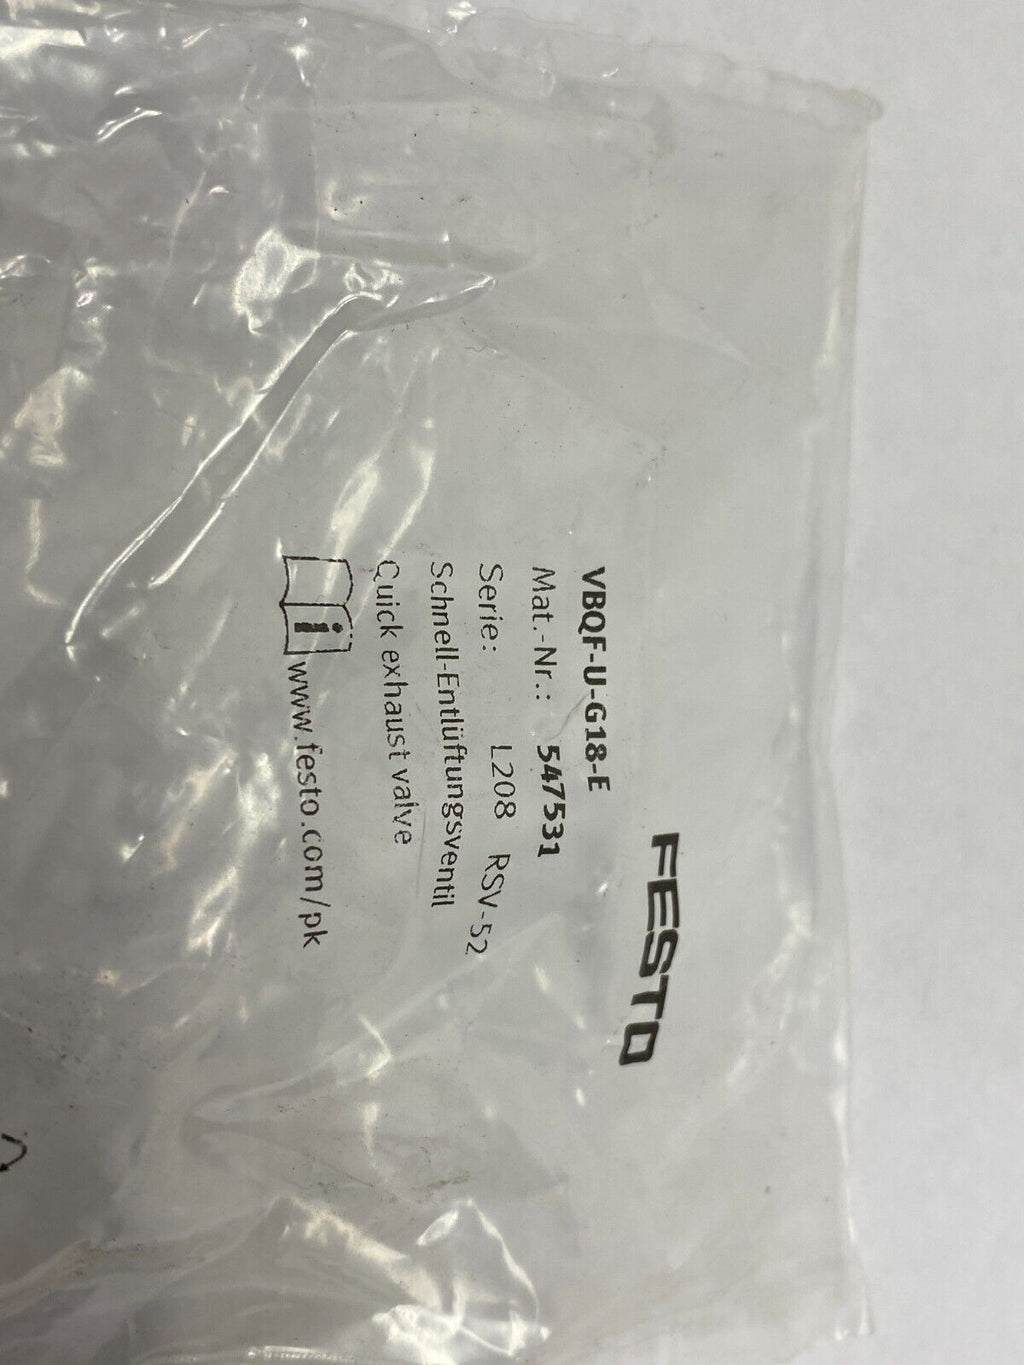 FESTO
VBQF-U-G18-E
Mat.-Nr.: 547531
Serie: L208 RSV-52
Schnell-Entlüftungsventil
Quick exhaust valve
i www.festo.com/pk